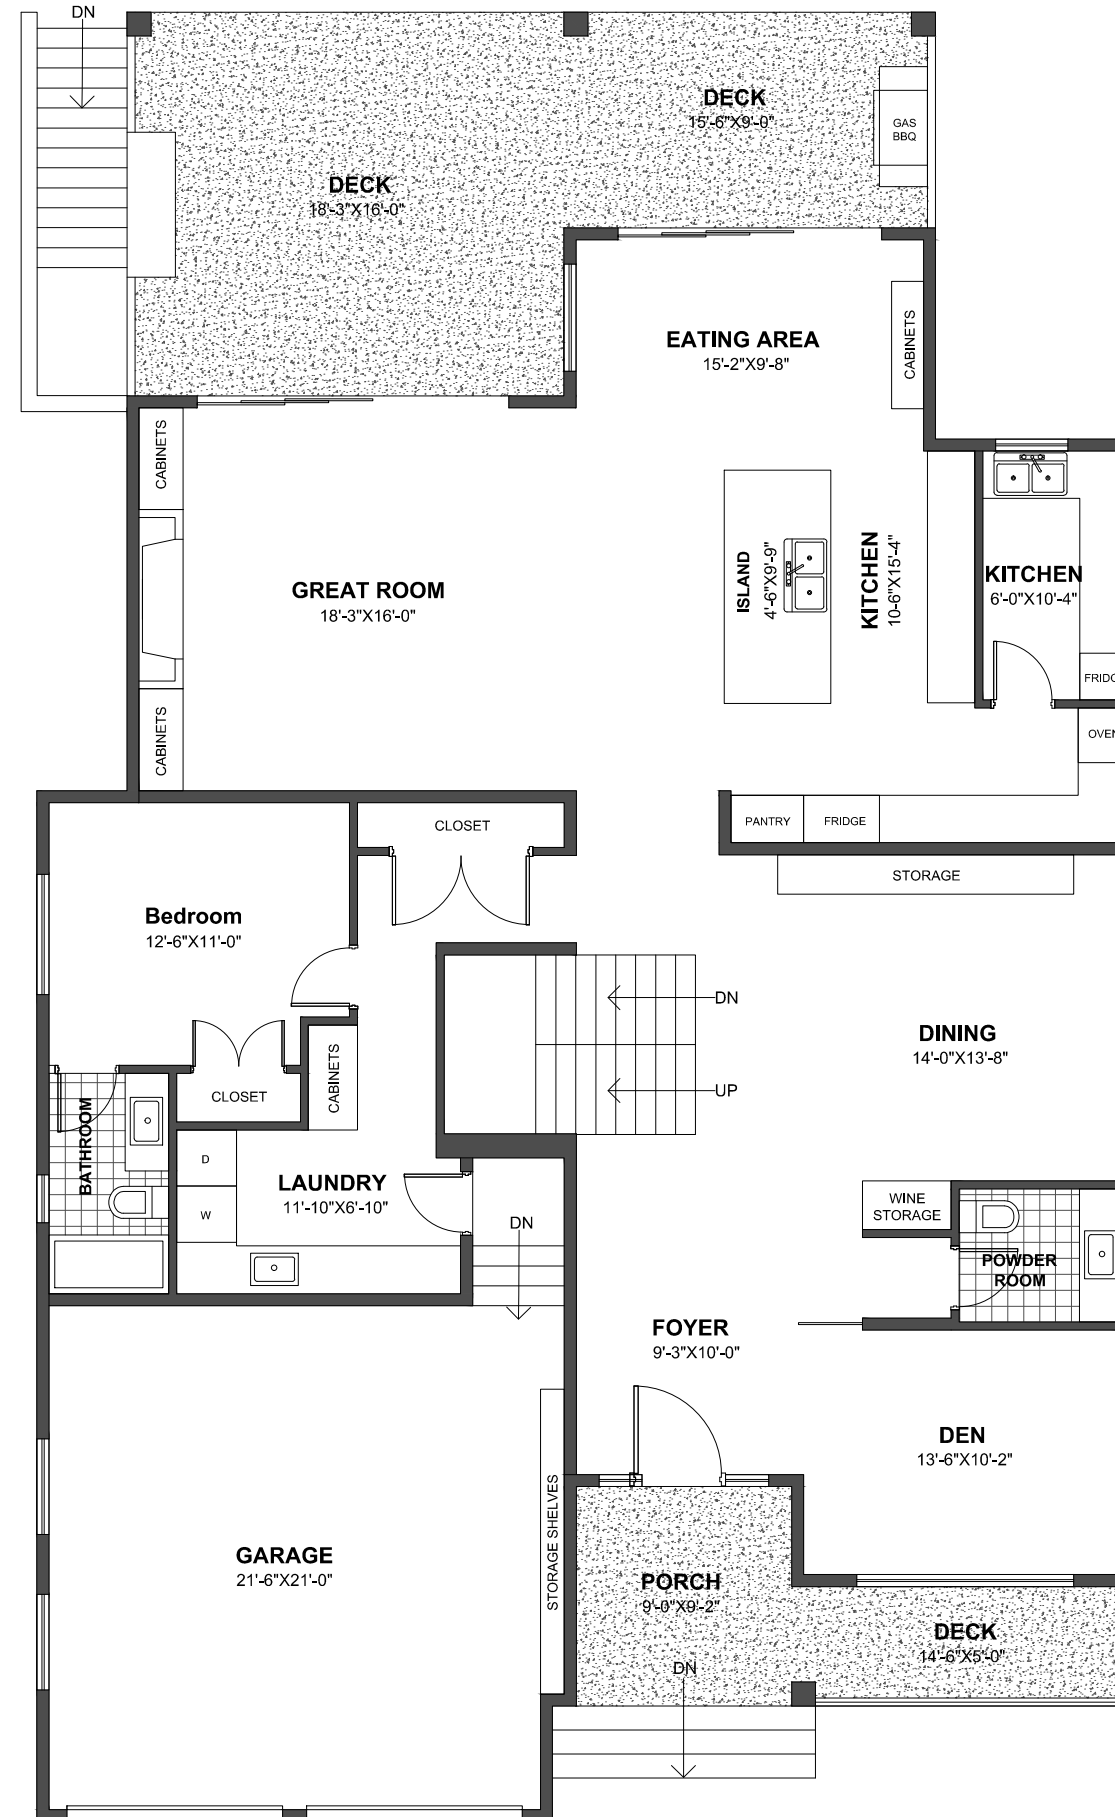 DN
DECK
15'-6"X9'-0"
GAS
BBQ
DECK
18'-3"X16'-0"
EATING AREA
15'-2"X9'-8"
CABINETS
CABINETS
GREAT ROOM
18'-3"X16'-0"
ISLAND
4'-6"X9'-9"
KITCHEN
10-6"X15'-4"
KITCHEN
6'-0"X10'-4"
FRIDG
OVEN
CABINETS
PANTRY
FRIDGE
CLOSET
STORAGE
Bedroom
12'-6"X11'-0"
DN
DINING
14'-0"X13'-8"
UP
CABINETS
CLOSET
BATHROOM
D
LAUNDRY
11'-10"X6'-10"
W
DN
WINE
STORAGE
POWDER
ROOM
FOYER
9'-3"X10'-0"
DEN
13'-6"X10'-2"
STORAGE SHELVES
GARAGE
21'-6"X21'-0"
PORCH
9'-0"X9'-2"
DECK
14'-6"X5'-0"
DN